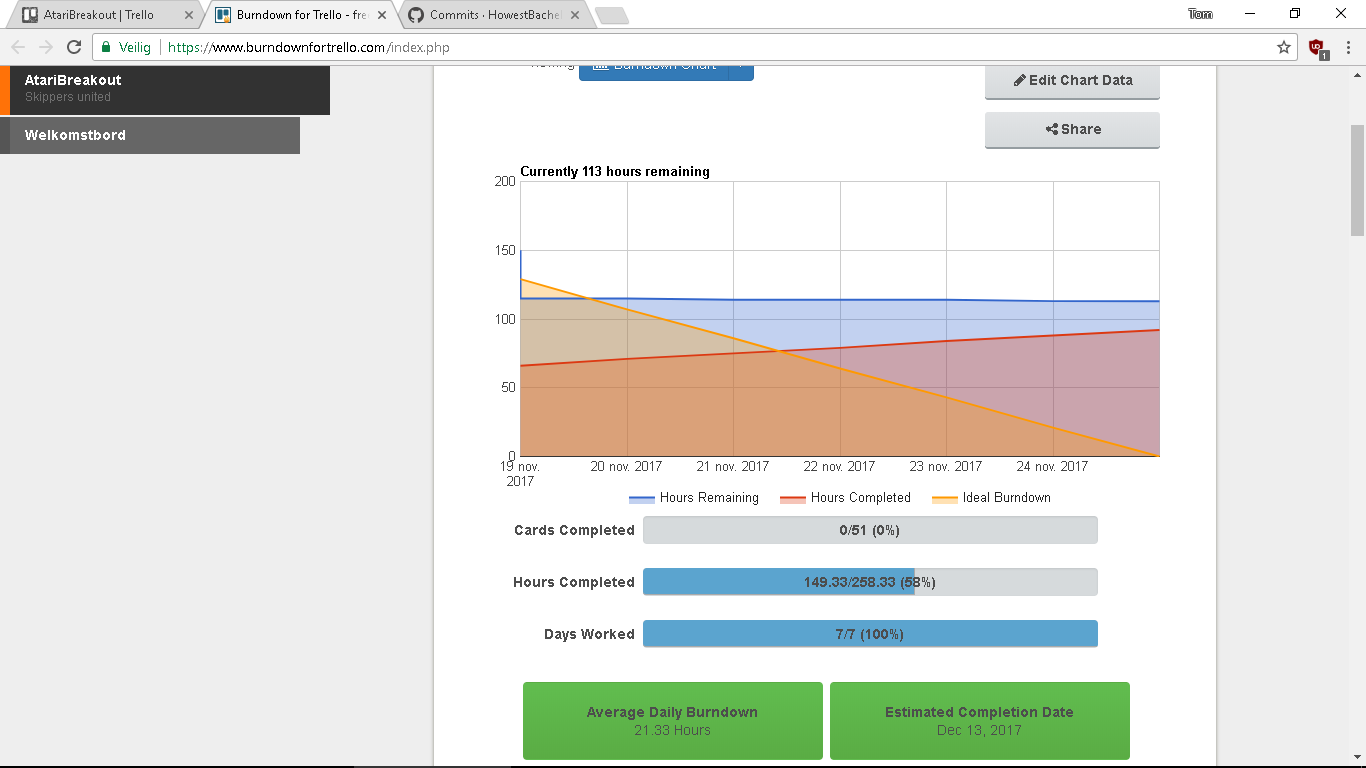 AtariBreakout | Trello
Burndown for Trello - fre
Commits · HowestBache
Tom
Veilig
https://www.burndownfortrello.com/index.php
1
AtariBreakout
Skippers united
Welkomstbord
Burndown Chart
Edit Chart Data
Share
Currently 113 hours remaining
200
150
100
50
0
19 nov. 2017
20 nov. 2017
21 nov. 2017
22 nov. 2017
23 nov. 2017
24 nov. 2017
Hours Remaining
Hours Completed
Ideal Burndown
Cards Completed
0/51 (0%)
Hours Completed
149.33/258.33 (58%)
Days Worked
7/7 (100%)
Average Daily Burndown
21.33 Hours
Estimated Completion Date
Dec 13, 2017